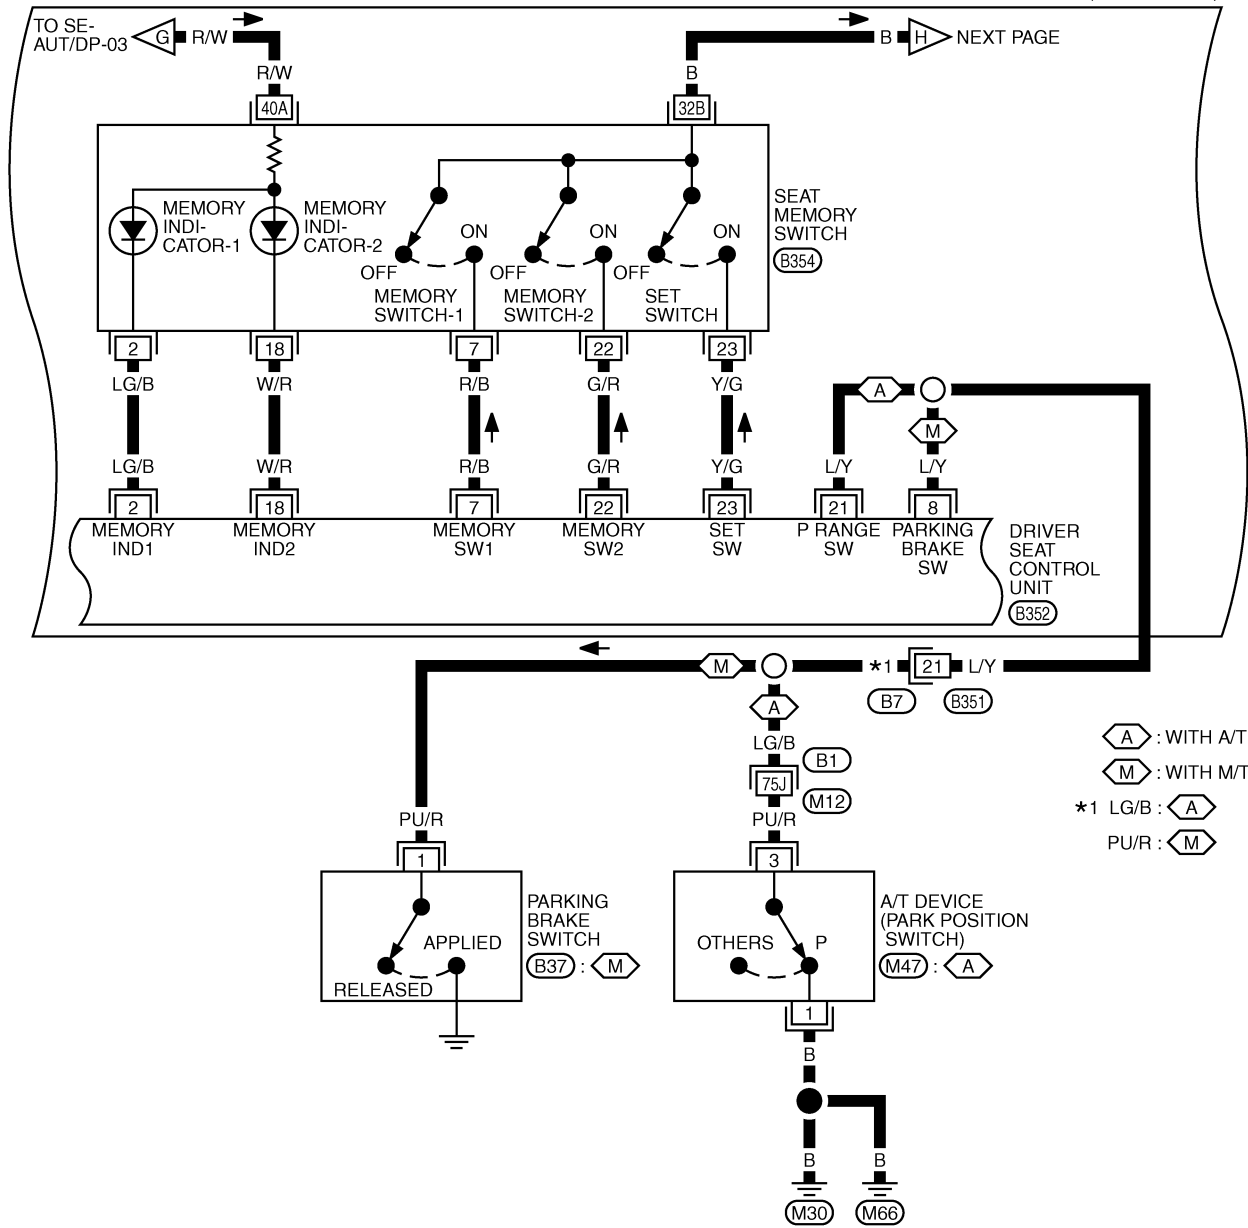 TO SE-
AUT/DP-03
G
R/W
B
H
NEXT PAGE
R/W
B
40A
32B
MEMORY
INDI-
CATOR-1
MEMORY
INDI-
CATOR-2
OFF
ON
MEMORY
SWITCH-1
OFF
ON
MEMORY
SWITCH-2
OFF
ON
SET
SWITCH
SEAT
MEMORY
SWITCH
B354
2
18
7
22
23
LG/B
W/R
R/B
G/R
Y/G
A
M
LG/B
W/R
R/B
G/R
Y/G
L/Y
L/Y
2
18
7
22
23
21
8
MEMORY
IND1
MEMORY
IND2
MEMORY
SW1
MEMORY
SW2
SET
SW
P RANGE
SW
PARKING
BRAKE
SW
DRIVER
SEAT
CONTROL
UNIT
B352
M
*1
21
L/Y
B7
B351
A
LG/B
B1
75J
M12
PU/R
PU/R
A : WITH A/T
M : WITH M/T
*1 LG/B : A
PU/R : M
1
3
PARKING
BRAKE
SWITCH
B37 : M
APPLIED
RELEASED
A/T DEVICE
(PARK POSITION
SWITCH)
M47 : A
OTHERS
P
1
B
B
B
M30
M66